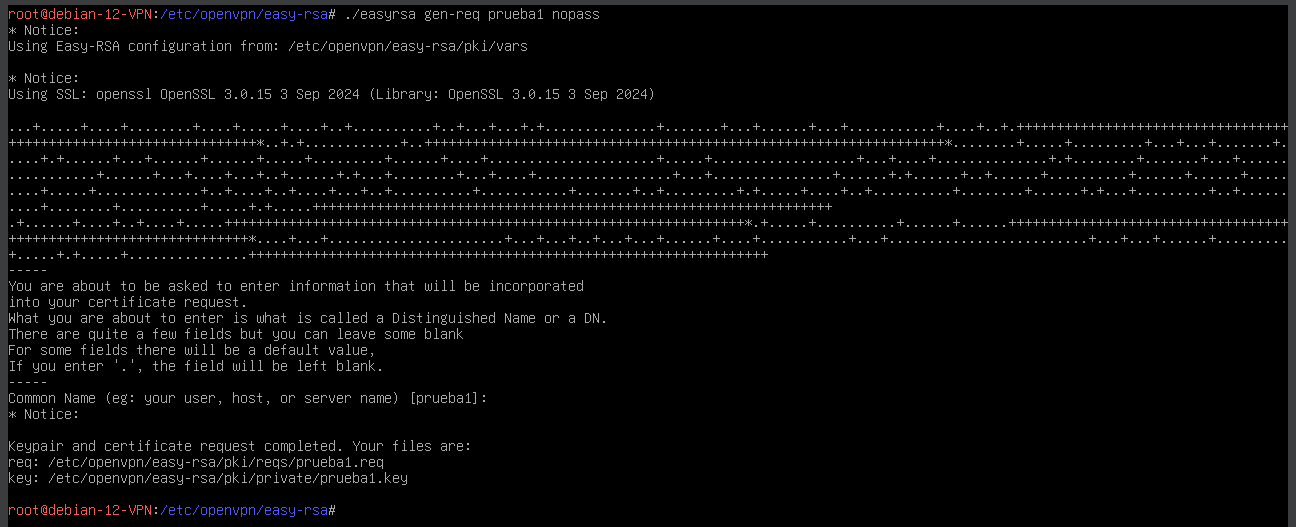 root@debian-12-VPN:/etc/openvpn/easy-rsa# ./easyrsa gen-req prueba1 nopass
* Notice:
Using Easy-RSA configuration from: /etc/openvpn/easy-rsa/pki/vars
* Notice:
Using SSL: openssl OpenSSL 3.0.15 3 Sep 2024 (Library: OpenSSL 3.0.15 3 Sep 2024)
-----
You are about to be asked to enter information that will be incorporated
into your certificate request.
What you are about to enter is what is called a Distinguished Name or a DN.
There are quite a few fields but you can leave some blank
For some fields there will be a default value,
If you enter '.', the field will be left blank.
-----
Common Name (eg: your user, host, or server name) [prueba1]:
* Notice:
Keypair and certificate request completed. Your files are:
req: /etc/openvpn/easy-rsa/pki/reqs/prueba1.req
key: /etc/openvpn/easy-rsa/pki/private/prueba1.key
root@debian-12-VPN:/etc/openvpn/easy-rsa#